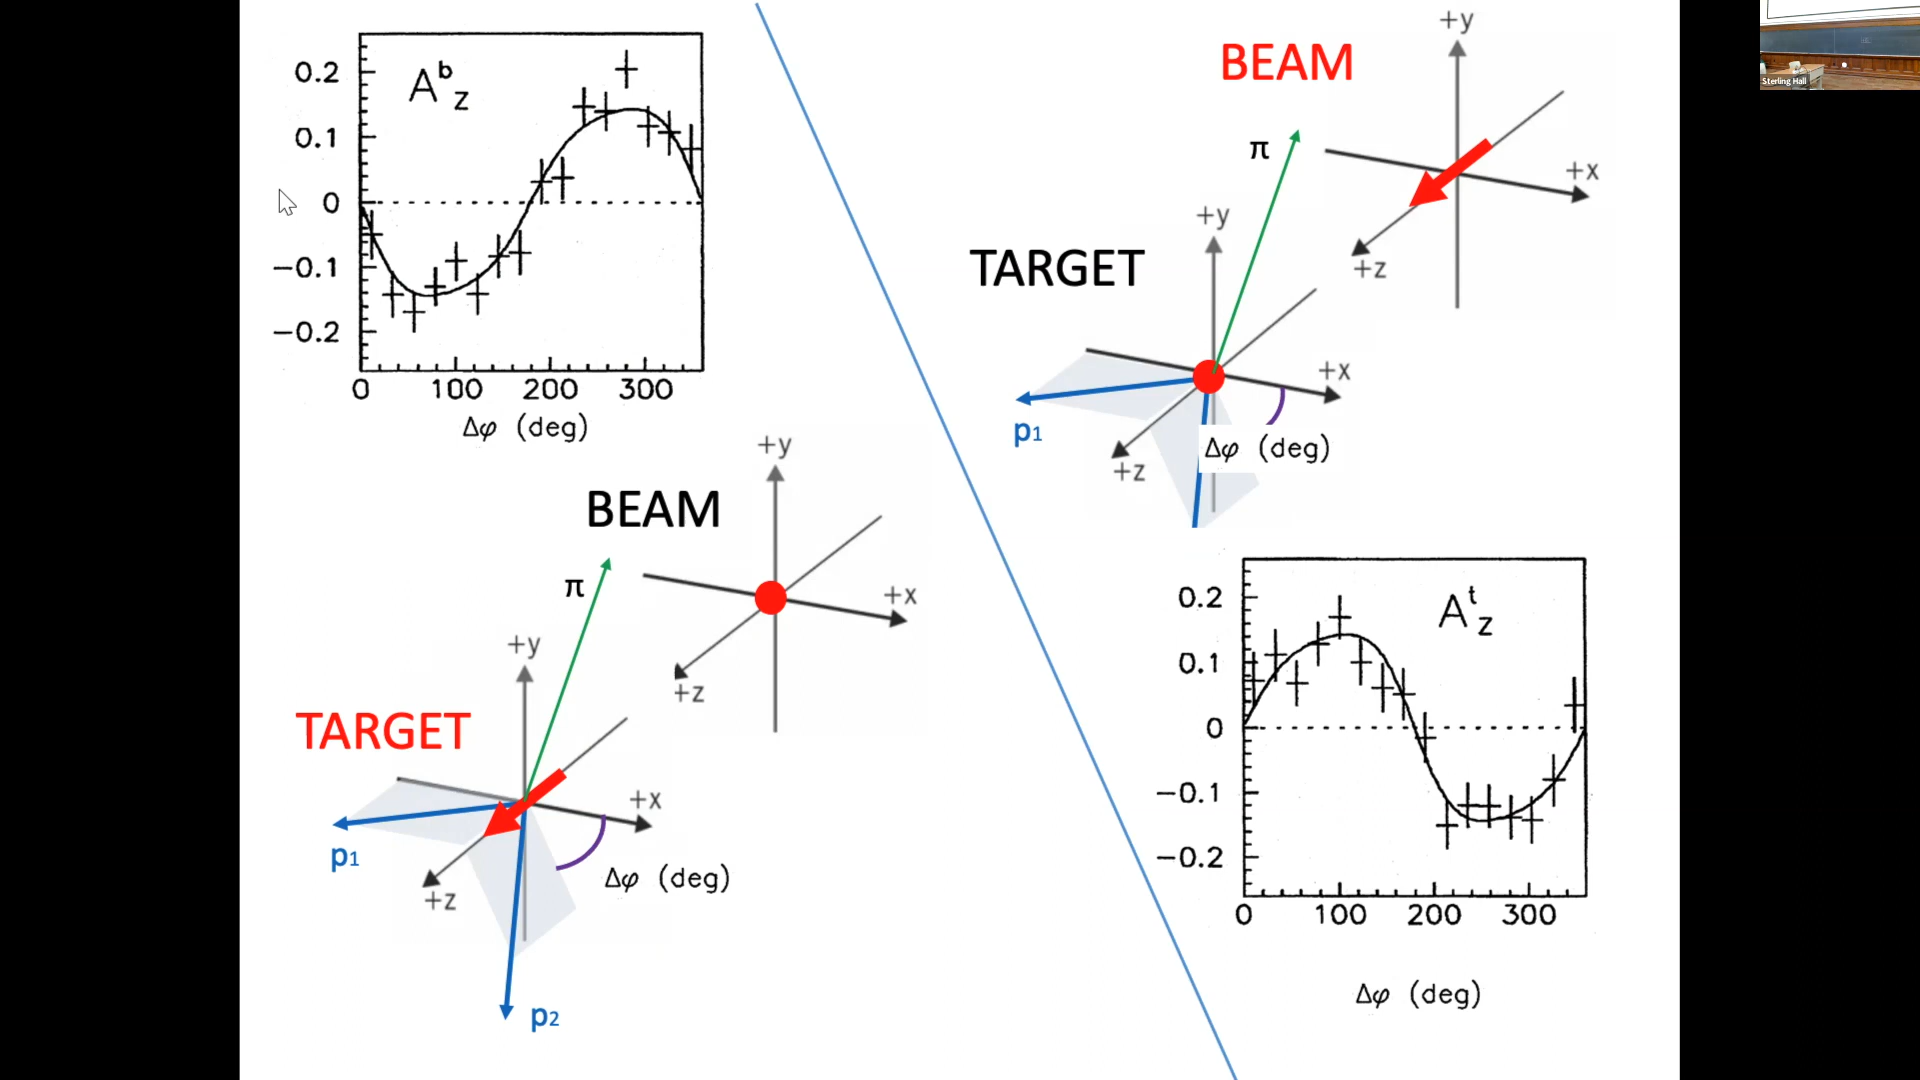 A^b_z
0.2
0.1
0
−0.1
−0.2
0 100 200 300
Δφ (deg)
BEAM
+y
+x
+z
π
TARGET
+y
+x
+z
p1
p2
Δφ (deg)
BEAM
+y
+x
+z
π
TARGET
+y
+x
+z
p1
Δφ (deg)
A^t_z
0.2
0.1
0
−0.1
−0.2
0 100 200 300
Δφ (deg)
Sterling Hall